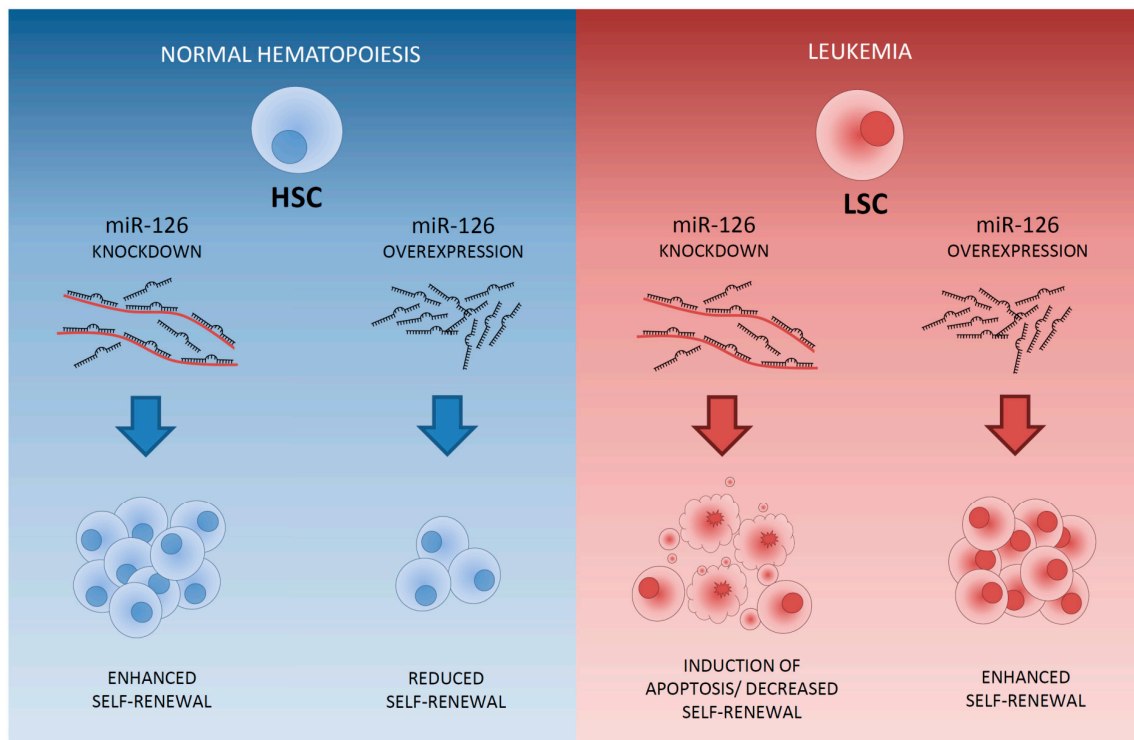 NORMAL HEMATOPOIESIS
HSC
miR-126
KNOCKDOWN
miR-126
OVEREXPRESSION
ENHANCED
SELF-RENEWAL
REDUCED
SELF-RENEWAL
LEUKEMIA
LSC
miR-126
KNOCKDOWN
miR-126
OVEREXPRESSION
INDUCTION OF
APOPTOSIS/ DECREASED
SELF-RENEWAL
ENHANCED
SELF-RENEWAL